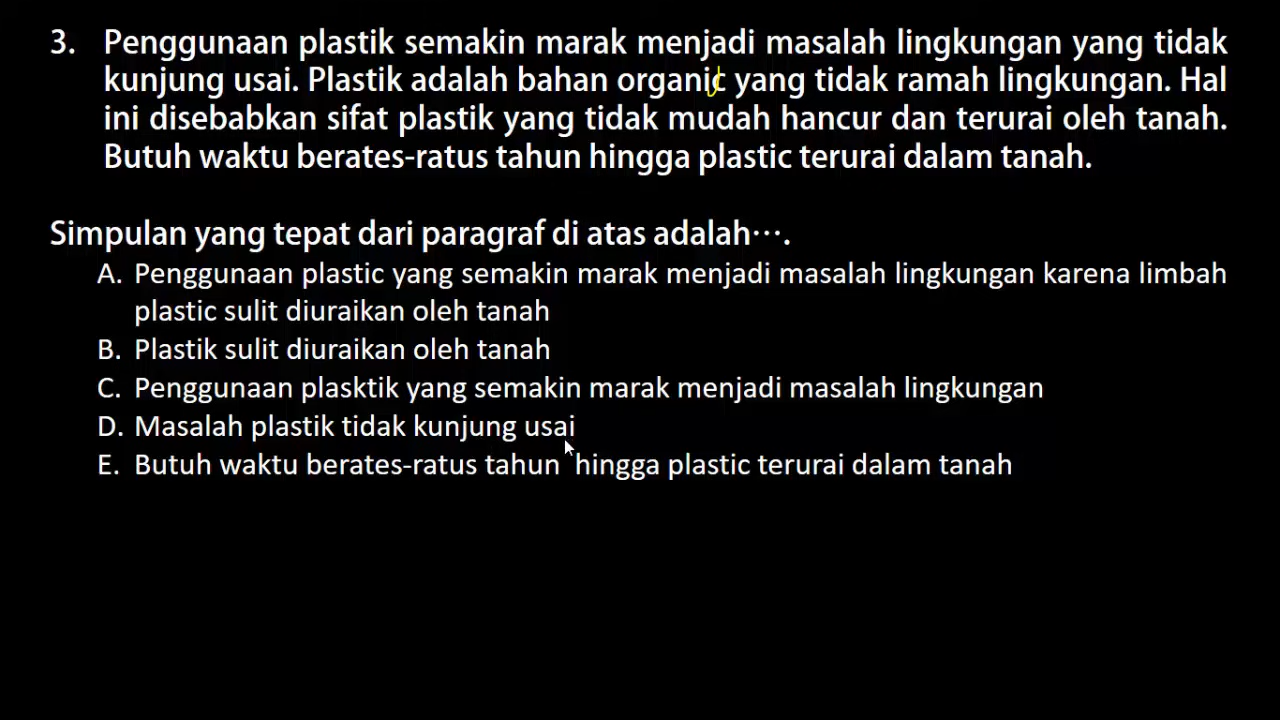 3. Penggunaan plastik semakin marak menjadi masalah lingkungan yang tidak
kunjung usai. Plastik adalah bahan organic yang tidak ramah lingkungan. Hal
ini disebabkan sifat plastik yang tidak mudah hancur dan terurai oleh tanah.
Butuh waktu berates-ratus tahun hingga plastic terurai dalam tanah.
Simpulan yang tepat dari paragraf di atas adalah….
A. Penggunaan plastic yang semakin marak menjadi masalah lingkungan karena limbah
plastic sulit diuraikan oleh tanah
B. Plastik sulit diuraikan oleh tanah
C. Penggunaan plasktik yang semakin marak menjadi masalah lingkungan
D. Masalah plastik tidak kunjung usai
E. Butuh waktu berates-ratus tahun hingga plastic terurai dalam tanah